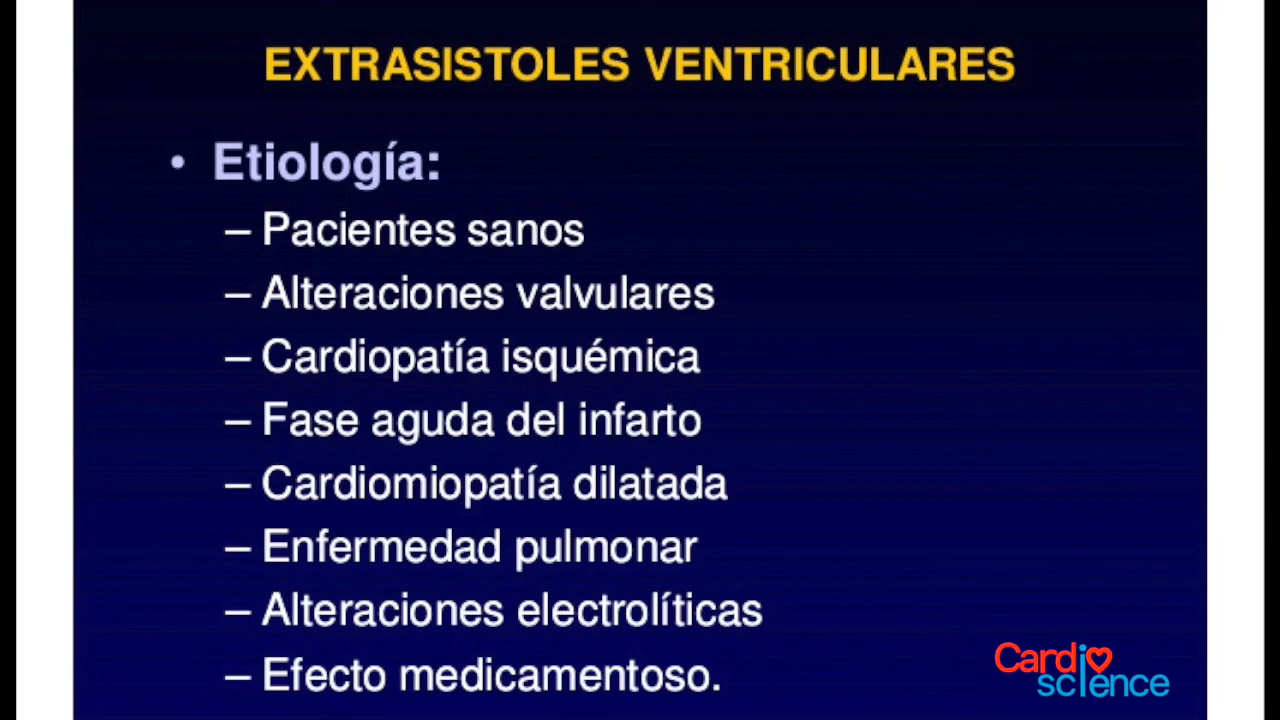 EXTRASISTOLES VENTRICULARES
• Etiología:
– Pacientes sanos
– Alteraciones valvulares
– Cardiopatía isquémica
– Fase aguda del infarto
– Cardiomiopatía dilatada
– Enfermedad pulmonar
– Alteraciones electrolíticas
– Efecto medicamentoso.
Cardio
science